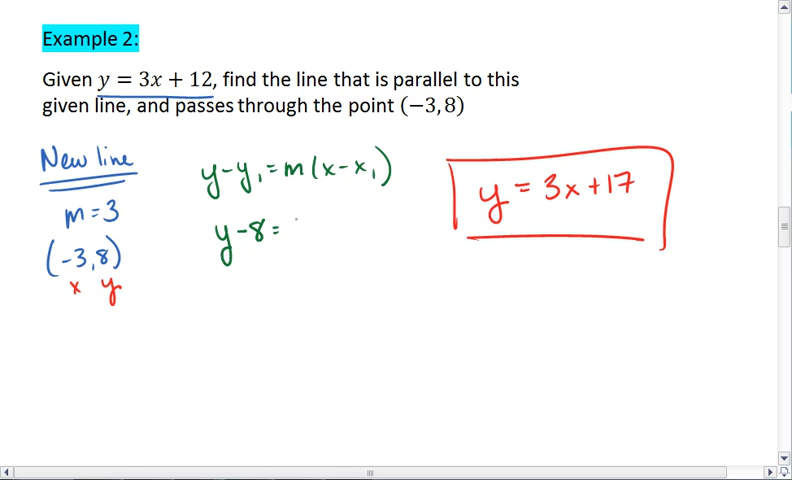 Example 2:
Given y = 3x + 12, find the line that is parallel to this
given line, and passes through the point (−3, 8)
New line
m = 3
(-3, 8)
x y
y - y₁ = m(x - x₁)
y - 8 =
y = 3x + 17